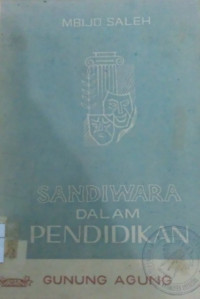 MBIJO SALEH
SANDIWARA
DALAM
PENDIDIKAN
GUNUNG AGUNG